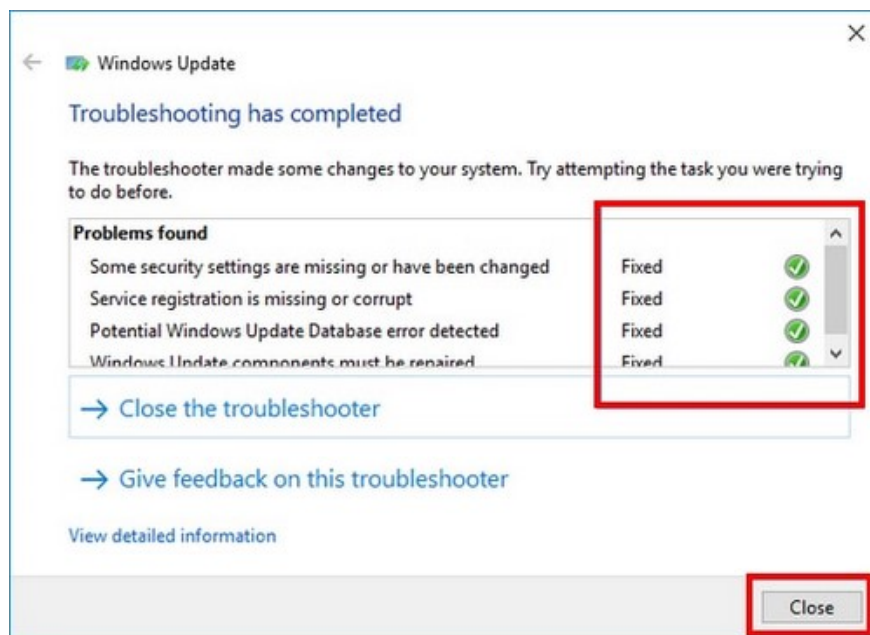 Windows Update
Troubleshooting has completed
The troubleshooter made some changes to your system. Try attempting the task you were trying
to do before.
Problems found
Some security settings are missing or have been changed Fixed
Service registration is missing or corrupt Fixed
Potential Windows Update Database error detected Fixed
Windows Update components must be repaired Fixed
Close the troubleshooter
Give feedback on this troubleshooter
View detailed information
Close